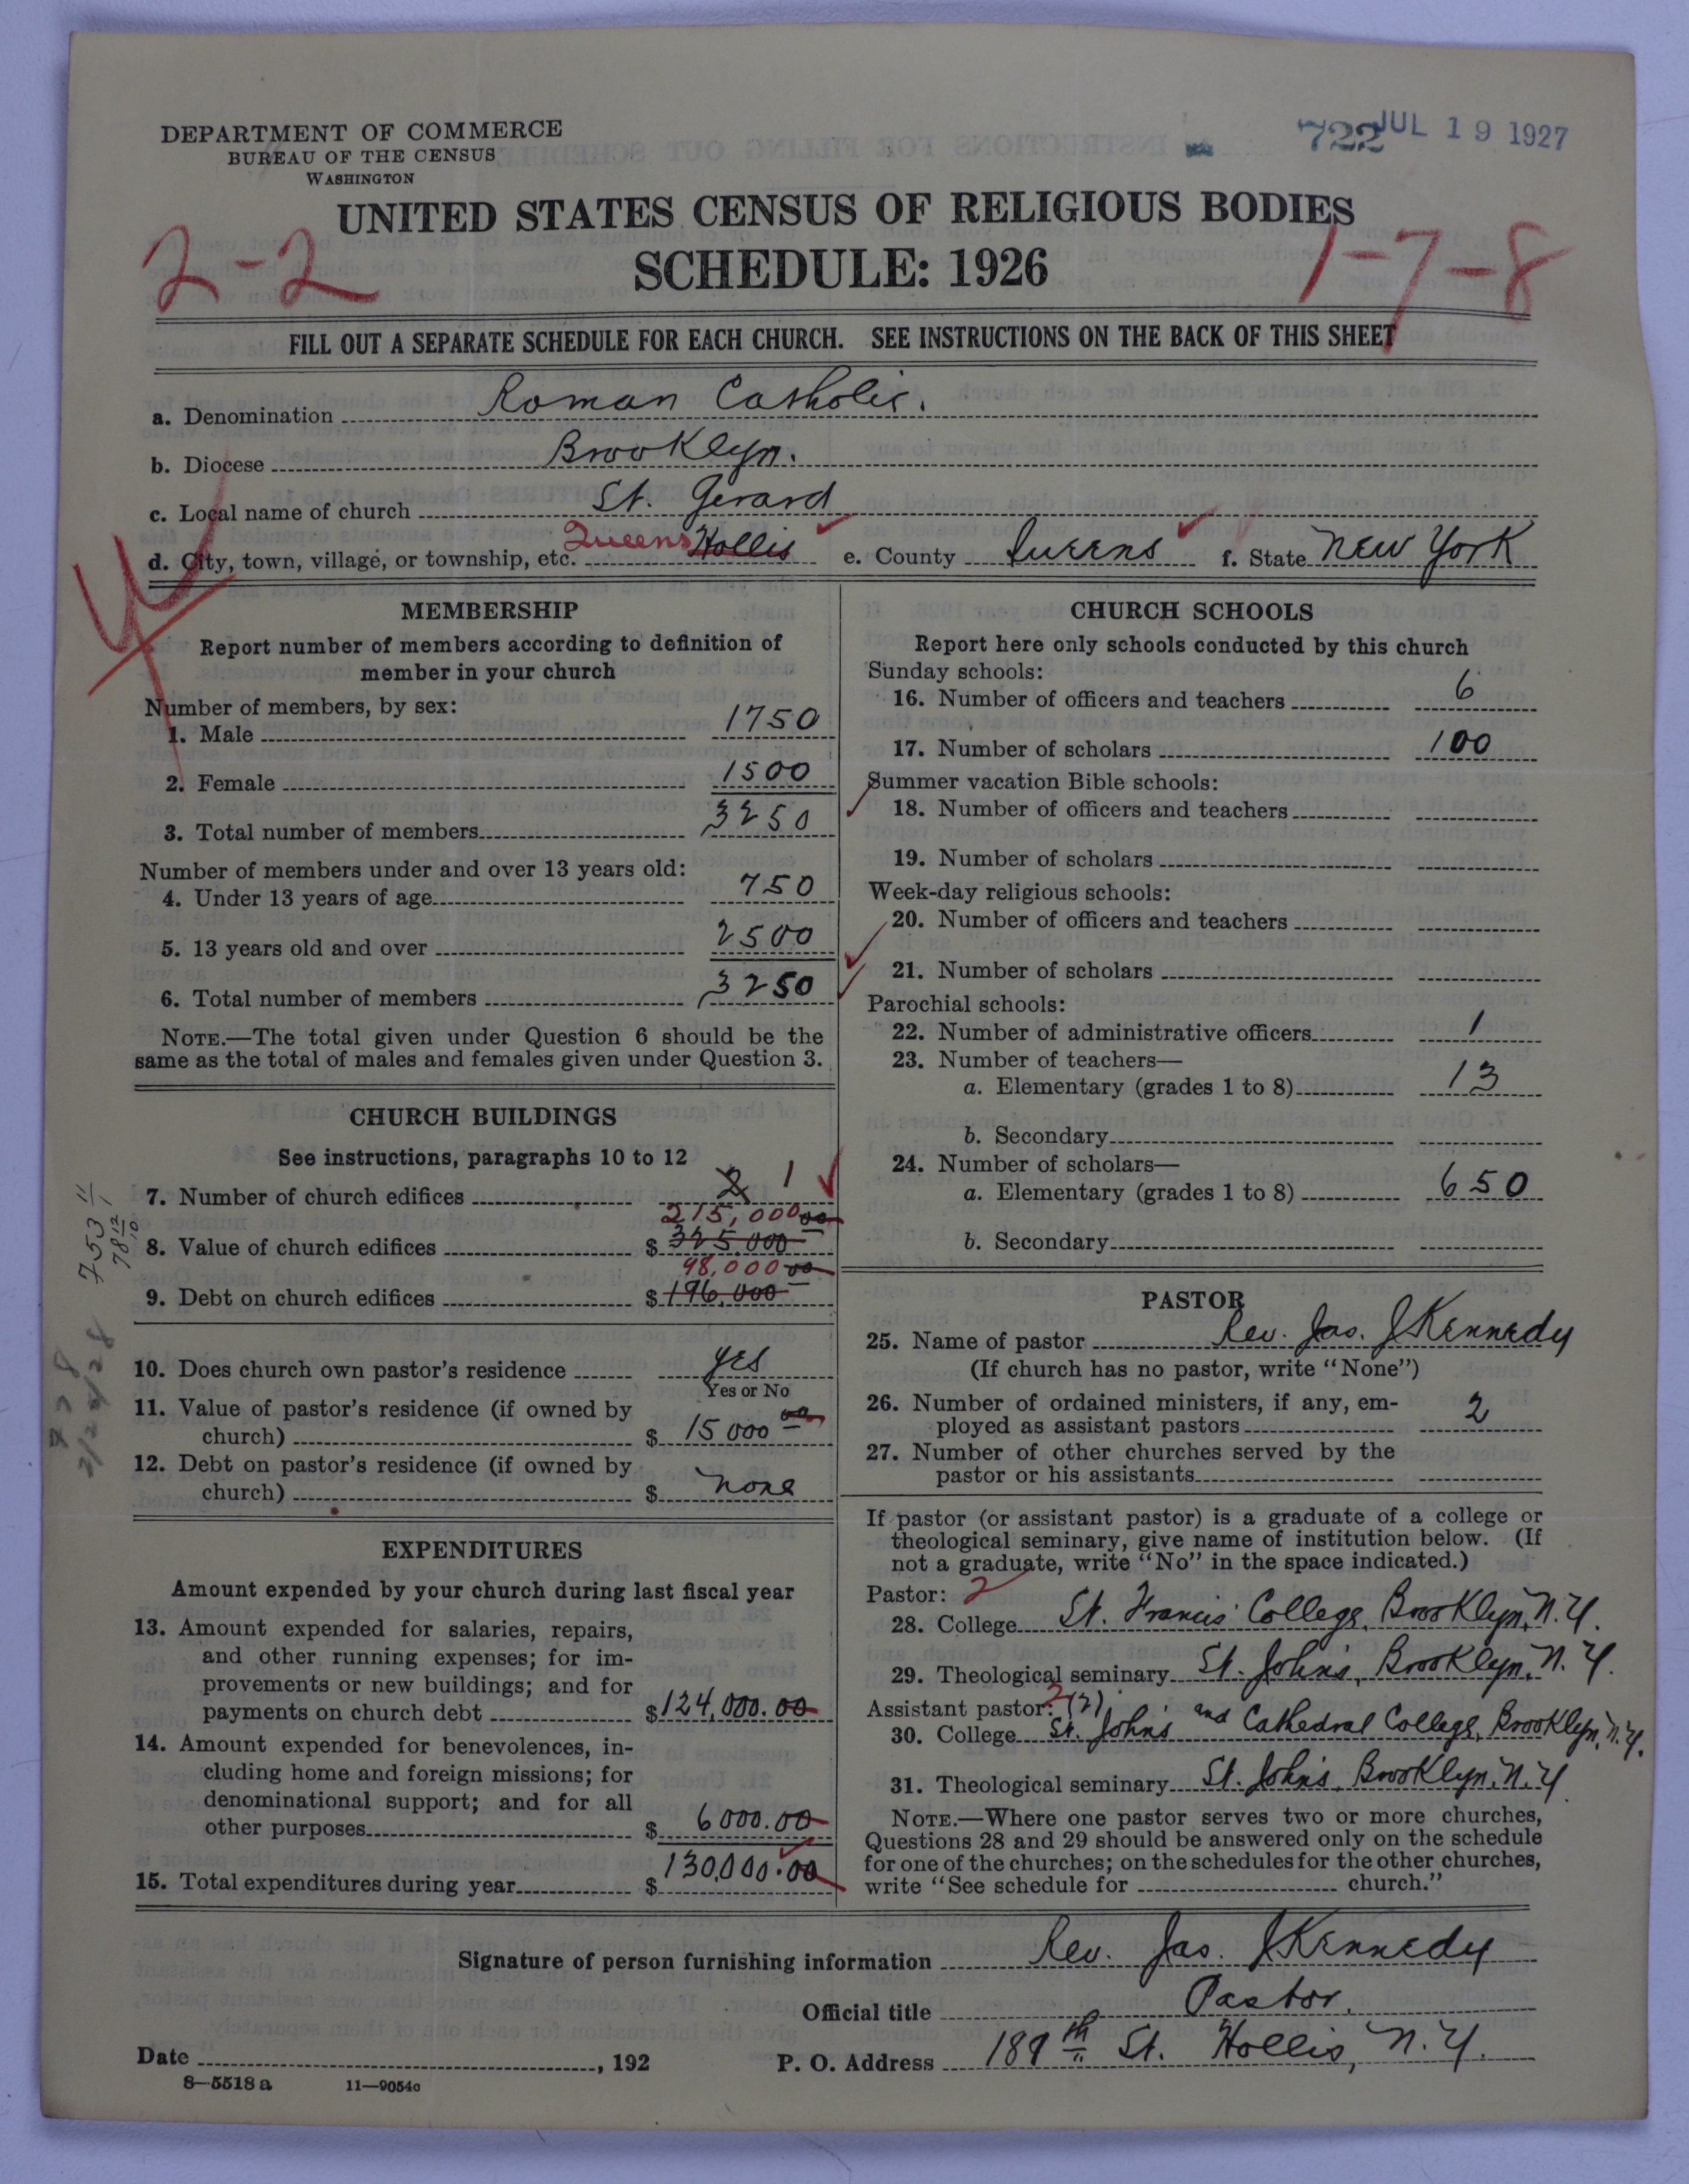 DEPARTMENT OF COMMERCE
BUREAU OF THE CENSUS
WASHINGTON
722 JUL 19 1927
UNITED STATES CENSUS OF RELIGIOUS BODIES
SCHEDULE: 1926
2-2
1-7-8
FILL OUT A SEPARATE SCHEDULE FOR EACH CHURCH. SEE INSTRUCTIONS ON THE BACK OF THIS SHEET
a. Denomination Roman Catholic.
b. Diocese Brooklyn.
c. Local name of church St. Gerard
d. City, town, village, or township, etc. Queens Hollis e. County Queens f. State New York
MEMBERSHIP
Report number of members according to definition of
member in your church
Number of members, by sex:
1. Male 1750
2. Female 1500
3. Total number of members 3250
Number of members under and over 13 years old:
4. Under 13 years of age 750
5. 13 years old and over 2500
6. Total number of members 3250
NOTE.—The total given under Question 6 should be the
same as the total of males and females given under Question 3.
CHURCH BUILDINGS
See instructions, paragraphs 10 to 12
7. Number of church edifices 2 1
215,000 00
8. Value of church edifices $ 325,000
98,000 00
9. Debt on church edifices $ 196,000
10. Does church own pastor's residence yes
Yes or No
11. Value of pastor's residence (if owned by
church) $ 15000 00
12. Debt on pastor's residence (if owned by
church) $ none
EXPENDITURES
Amount expended by your church during last fiscal year
13. Amount expended for salaries, repairs,
and other running expenses; for im-
provements or new buildings; and for
payments on church debt $ 124,000.00
14. Amount expended for benevolences, in-
cluding home and foreign missions; for
denominational support; and for all
other purposes $ 6000.00
15. Total expenditures during year $ 130,000.00
CHURCH SCHOOLS
Report here only schools conducted by this church
Sunday schools:
16. Number of officers and teachers 6
17. Number of scholars 100
Summer vacation Bible schools:
18. Number of officers and teachers
19. Number of scholars
Week-day religious schools:
20. Number of officers and teachers
21. Number of scholars
Parochial schools:
22. Number of administrative officers 1
23. Number of teachers—
a. Elementary (grades 1 to 8) 13
b. Secondary
24. Number of scholars—
a. Elementary (grades 1 to 8) 650
b. Secondary
PASTOR
25. Name of pastor Rev. Jas. J Kennedy
(If church has no pastor, write "None")
26. Number of ordained ministers, if any, em-
ployed as assistant pastors 2
27. Number of other churches served by the
pastor or his assistants
If pastor (or assistant pastor) is a graduate of a college or
theological seminary, give name of institution below. (If
not a graduate, write "No" in the space indicated.)
Pastor: 2
28. College St. Francis College, Brooklyn, N.Y.
29. Theological seminary St. John's, Brooklyn, N.Y.
Assistant pastor: 2 (2)
30. College St. John's and Cathedral College, Brooklyn, N.Y.
31. Theological seminary St. John's, Brooklyn, N.Y
NOTE.—Where one pastor serves two or more churches,
Questions 28 and 29 should be answered only on the schedule
for one of the churches; on the schedules for the other churches,
write "See schedule for church."
Signature of person furnishing information Rev. Jas. J Kennedy
Official title Pastor.
Date , 192 P. O. Address 189th St. Hollis, N.Y.
8—5518 a 11—9054c